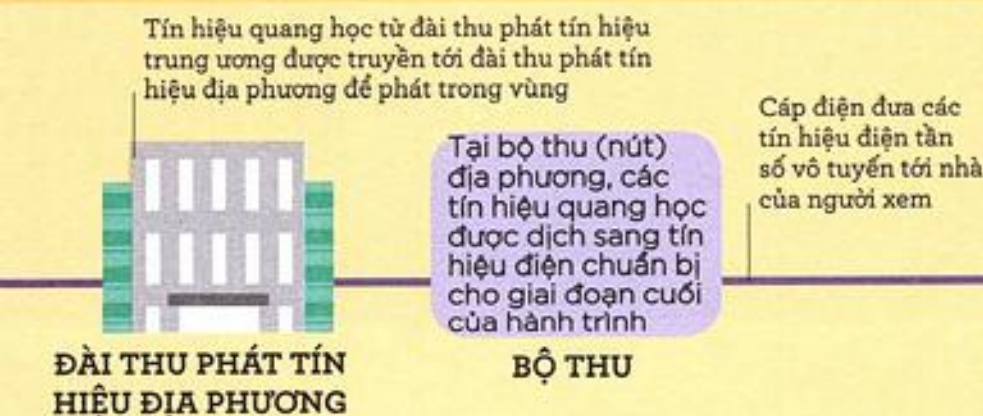 Tín hiệu quang học từ đài thu phát tín hiệu
trung ương được truyền tới đài thu phát tín
hiệu địa phương để phát trong vùng
Cáp điện đưa các
tín hiệu điện tần
số vô tuyến tới nhà
của người xem
Tại bộ thu (nút)
địa phương, các
tín hiệu quang học
được dịch sang tín
hiệu điện chuẩn bị
cho giai đoạn cuối
của hành trình
ĐÀI THU PHÁT TÍN
HIỆU ĐỊA PHƯƠNG
BỘ THU